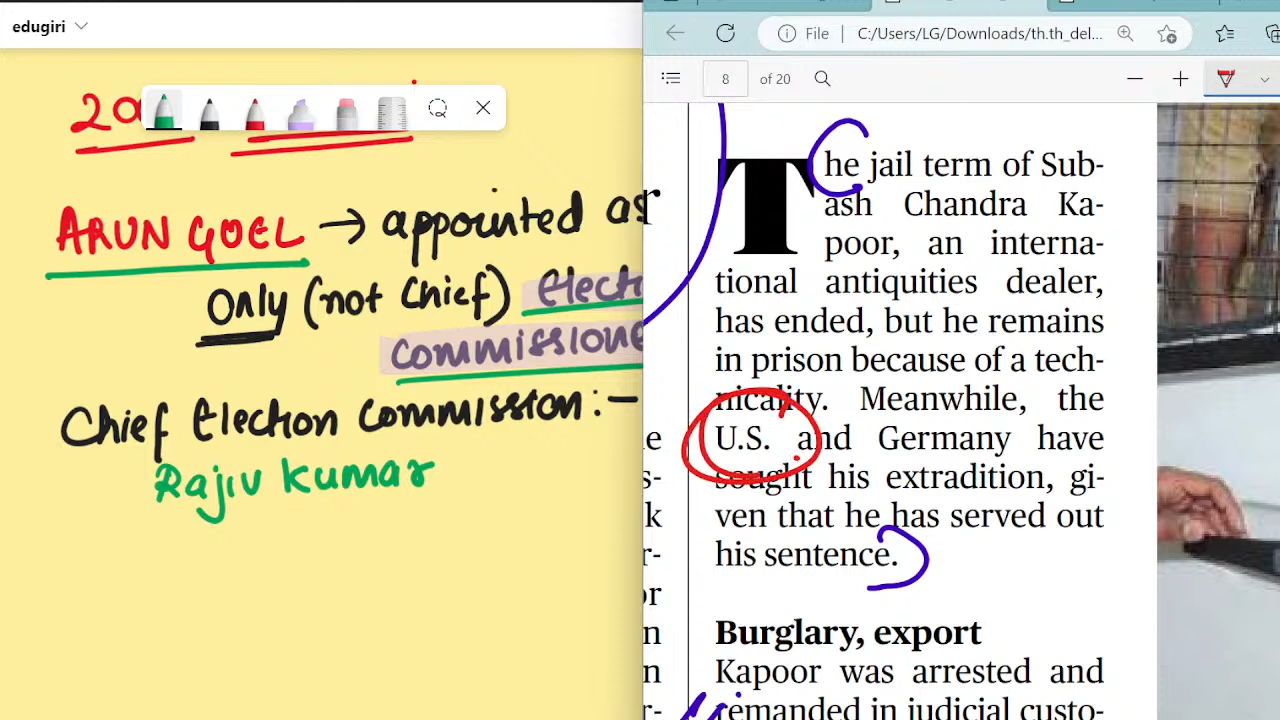 edugiri
ARUN GOEL → appointed as
Only (not Chief) Electi
Commissione
Chief Election Commission :-
Rajiv Kumar
File C:/Users/LG/Downloads/th.th_del...
8 of 20
The jail term of Sub-
ash Chandra Ka-
poor, an interna-
tional antiquities dealer,
has ended, but he remains
in prison because of a tech-
nicality. Meanwhile, the
U.S. and Germany have
sought his extradition, gi-
ven that he has served out
his sentence.
Burglary, export
Kapoor was arrested and
remanded in judicial custo-